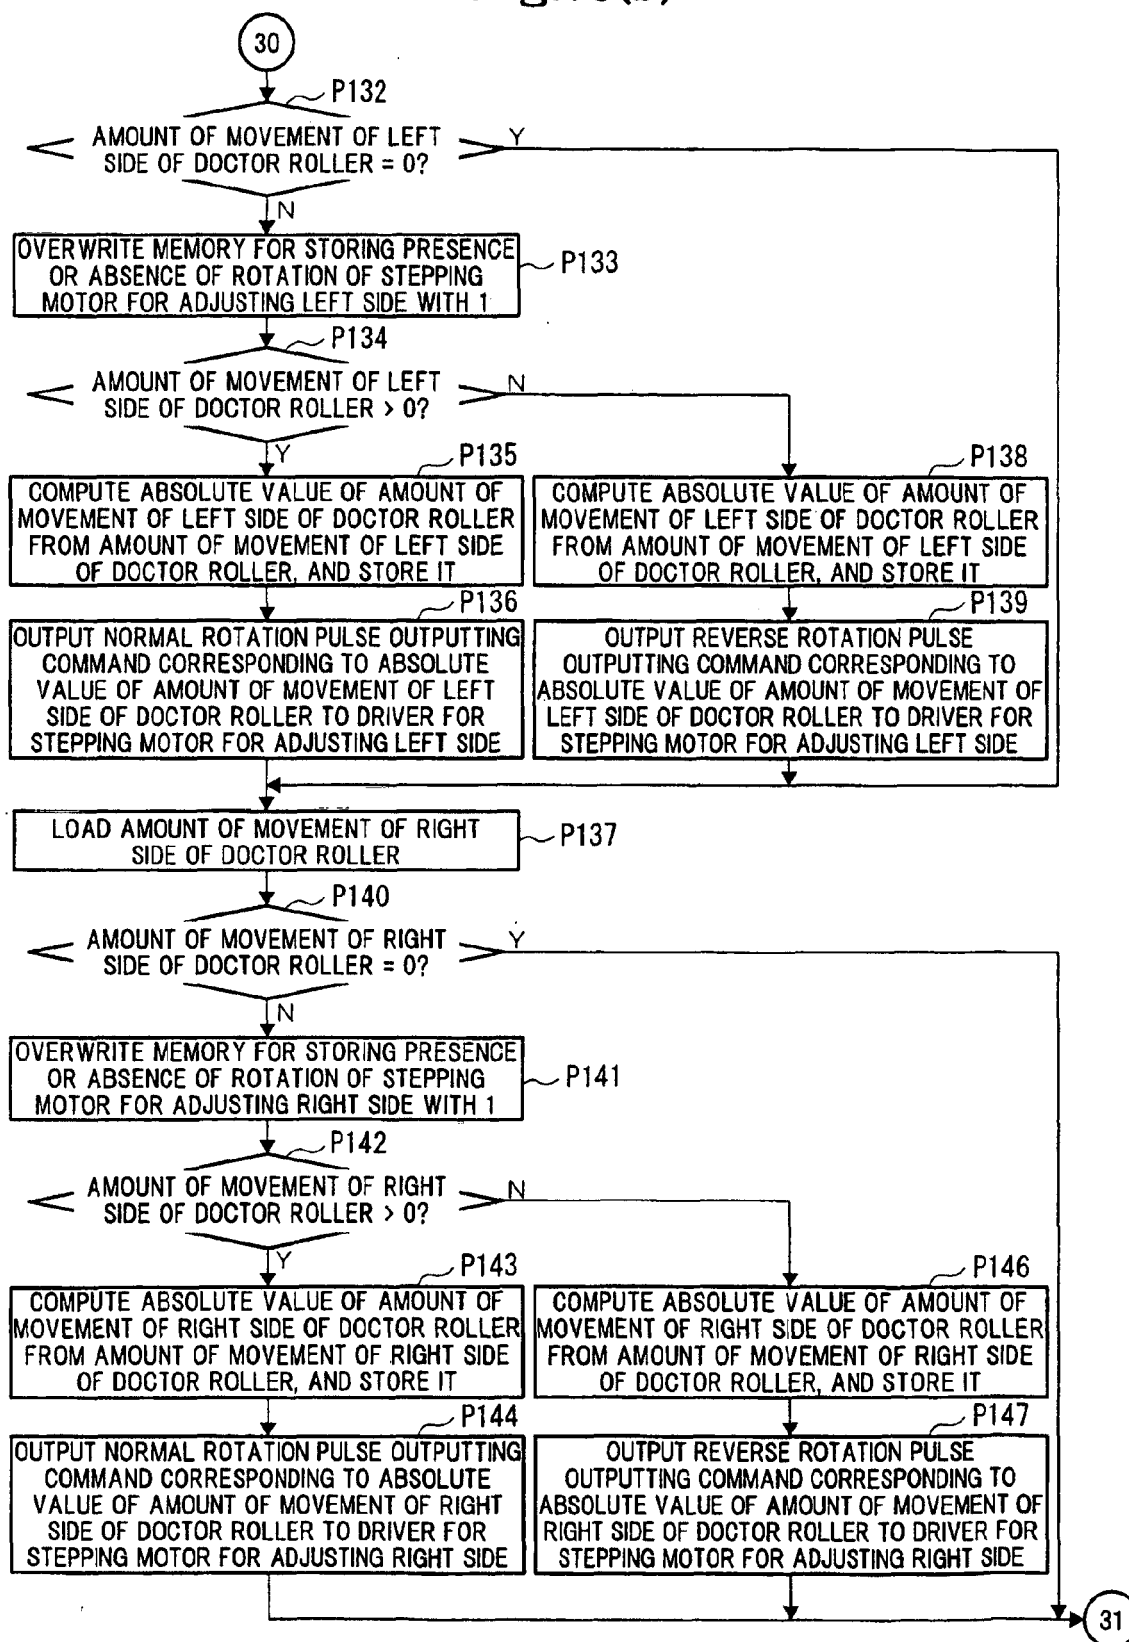 30
P132
AMOUNT OF MOVEMENT OF LEFT
SIDE OF DOCTOR ROLLER = 0?
Y
N
OVERWRITE MEMORY FOR STORING PRESENCE
OR ABSENCE OF ROTATION OF STEPPING
MOTOR FOR ADJUSTING LEFT SIDE WITH 1
P133
P134
AMOUNT OF MOVEMENT OF LEFT
SIDE OF DOCTOR ROLLER > 0?
N
Y
P135
COMPUTE ABSOLUTE VALUE OF AMOUNT OF
MOVEMENT OF LEFT SIDE OF DOCTOR ROLLER
FROM AMOUNT OF MOVEMENT OF LEFT SIDE
OF DOCTOR ROLLER, AND STORE IT
P138
COMPUTE ABSOLUTE VALUE OF AMOUNT OF
MOVEMENT OF LEFT SIDE OF DOCTOR ROLLER
FROM AMOUNT OF MOVEMENT OF LEFT SIDE
OF DOCTOR ROLLER, AND STORE IT
P136
OUTPUT NORMAL ROTATION PULSE OUTPUTTING
COMMAND CORRESPONDING TO ABSOLUTE
VALUE OF AMOUNT OF MOVEMENT OF LEFT
SIDE OF DOCTOR ROLLER TO DRIVER FOR
STEPPING MOTOR FOR ADJUSTING LEFT SIDE
P139
OUTPUT REVERSE ROTATION PULSE
OUTPUTTING COMMAND CORRESPONDING TO
ABSOLUTE VALUE OF AMOUNT OF MOVEMENT OF
LEFT SIDE OF DOCTOR ROLLER TO DRIVER FOR
STEPPING MOTOR FOR ADJUSTING LEFT SIDE
LOAD AMOUNT OF MOVEMENT OF RIGHT
SIDE OF DOCTOR ROLLER
P137
P140
AMOUNT OF MOVEMENT OF RIGHT
SIDE OF DOCTOR ROLLER = 0?
Y
N
OVERWRITE MEMORY FOR STORING PRESENCE
OR ABSENCE OF ROTATION OF STEPPING
MOTOR FOR ADJUSTING RIGHT SIDE WITH 1
P141
P142
AMOUNT OF MOVEMENT OF RIGHT
SIDE OF DOCTOR ROLLER > 0?
N
Y
P143
COMPUTE ABSOLUTE VALUE OF AMOUNT OF
MOVEMENT OF RIGHT SIDE OF DOCTOR ROLLER
FROM AMOUNT OF MOVEMENT OF RIGHT SIDE
OF DOCTOR ROLLER, AND STORE IT
P146
COMPUTE ABSOLUTE VALUE OF AMOUNT OF
MOVEMENT OF RIGHT SIDE OF DOCTOR ROLLER
FROM AMOUNT OF MOVEMENT OF RIGHT SIDE
OF DOCTOR ROLLER, AND STORE IT
P144
OUTPUT NORMAL ROTATION PULSE OUTPUTTING
COMMAND CORRESPONDING TO ABSOLUTE
VALUE OF AMOUNT OF MOVEMENT OF RIGHT
SIDE OF DOCTOR ROLLER TO DRIVER FOR
STEPPING MOTOR FOR ADJUSTING RIGHT SIDE
P147
OUTPUT REVERSE ROTATION PULSE
OUTPUTTING COMMAND CORRESPONDING TO
ABSOLUTE VALUE OF AMOUNT OF MOVEMENT OF
RIGHT SIDE OF DOCTOR ROLLER TO DRIVER FOR
STEPPING MOTOR FOR ADJUSTING RIGHT SIDE
31